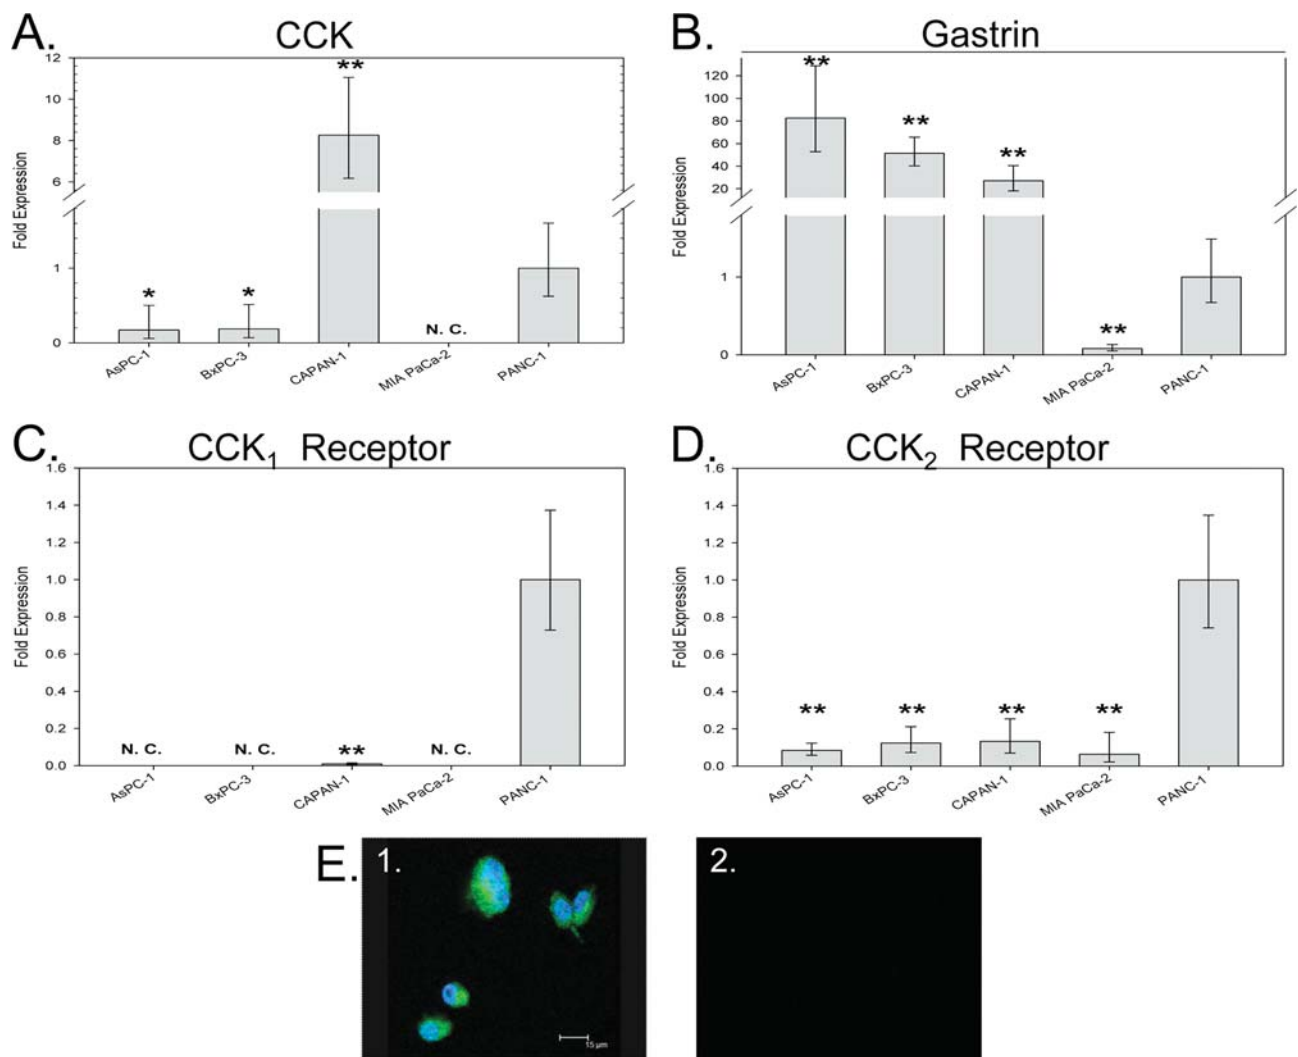 A. CCK
12
10
8
6
1
0
Fold Expression
* * ** N. C.
AsPC-1 BxPC-3 CAPAN-1 MIA PaCa-2 PANC-1
B. Gastrin
120
100
80
60
40
20
1
0
Fold Expression
** ** ** **
AsPC-1 BxPC-3 CAPAN-1 MIA PaCa-2 PANC-1
C. CCK₁ Receptor
1.6
1.4
1.2
1.0
0.8
0.6
0.4
0.2
0.0
Fold Expression
N. C. N. C. ** N. C.
AsPC-1 BxPC-3 CAPAN-1 MIA PaCa-2 PANC-1
D. CCK₂ Receptor
1.6
1.4
1.2
1.0
0.8
0.6
0.4
0.2
0.0
Fold Expression
** ** ** **
AsPC-1 BxPC-3 CAPAN-1 MIA PaCa-2 PANC-1
E. 1. 2.
15 µm